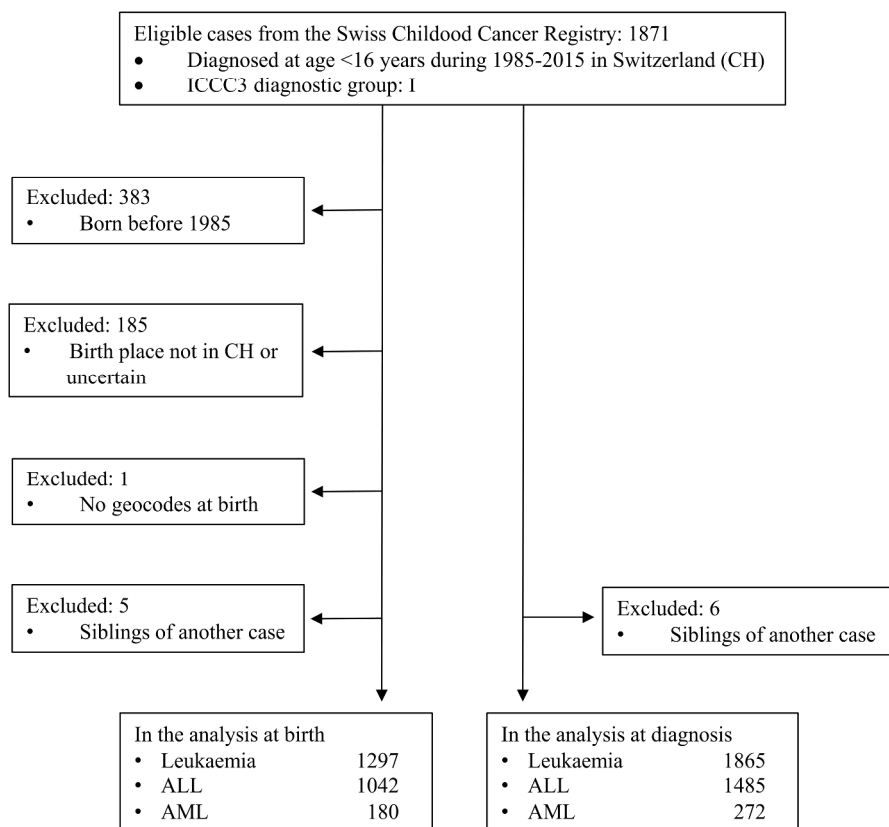 Eligible cases from the Swiss Childood Cancer Registry: 1871
● Diagnosed at age <16 years during 1985-2015 in Switzerland (CH)
● ICCC3 diagnostic group: I
Excluded: 383
• Born before 1985
Excluded: 185
• Birth place not in CH or
uncertain
Excluded: 1
• No geocodes at birth
Excluded: 5
• Siblings of another case
Excluded: 6
• Siblings of another case
In the analysis at birth
• Leukaemia 1297
• ALL 1042
• AML 180
In the analysis at diagnosis
• Leukaemia 1865
• ALL 1485
• AML 272